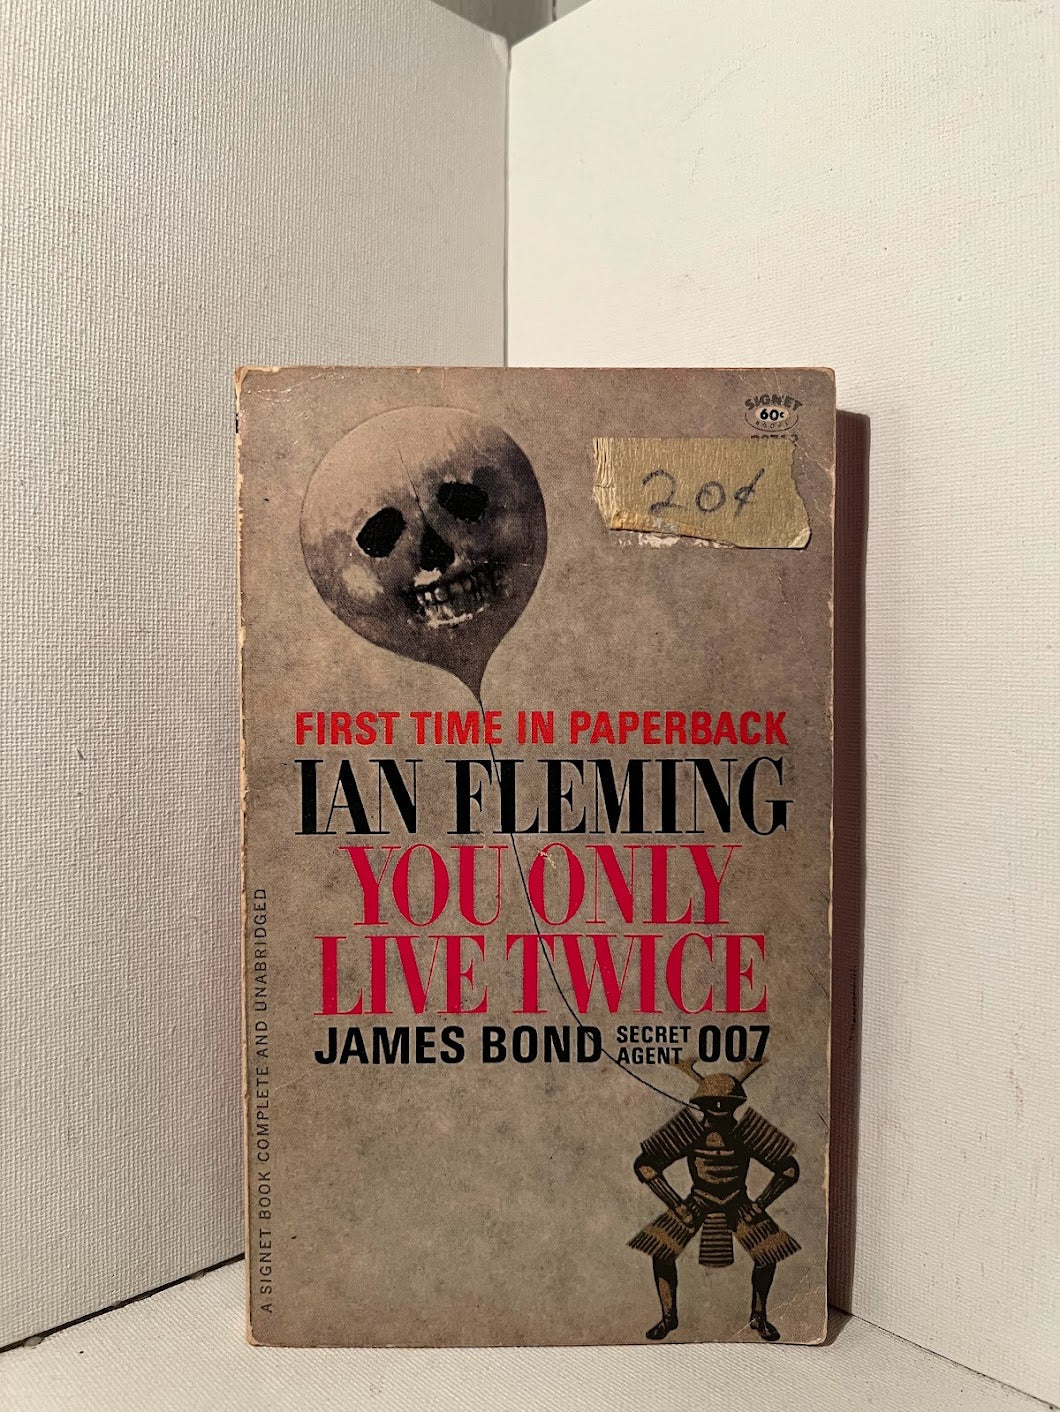 SIGNET
60¢
BOOKS
20¢
FIRST TIME IN PAPERBACK
IAN FLEMING
YOU ONLY
LIVE TWICE
JAMES BOND SECRET AGENT 007
A SIGNET BOOK COMPLETE AND UNABRIDGED